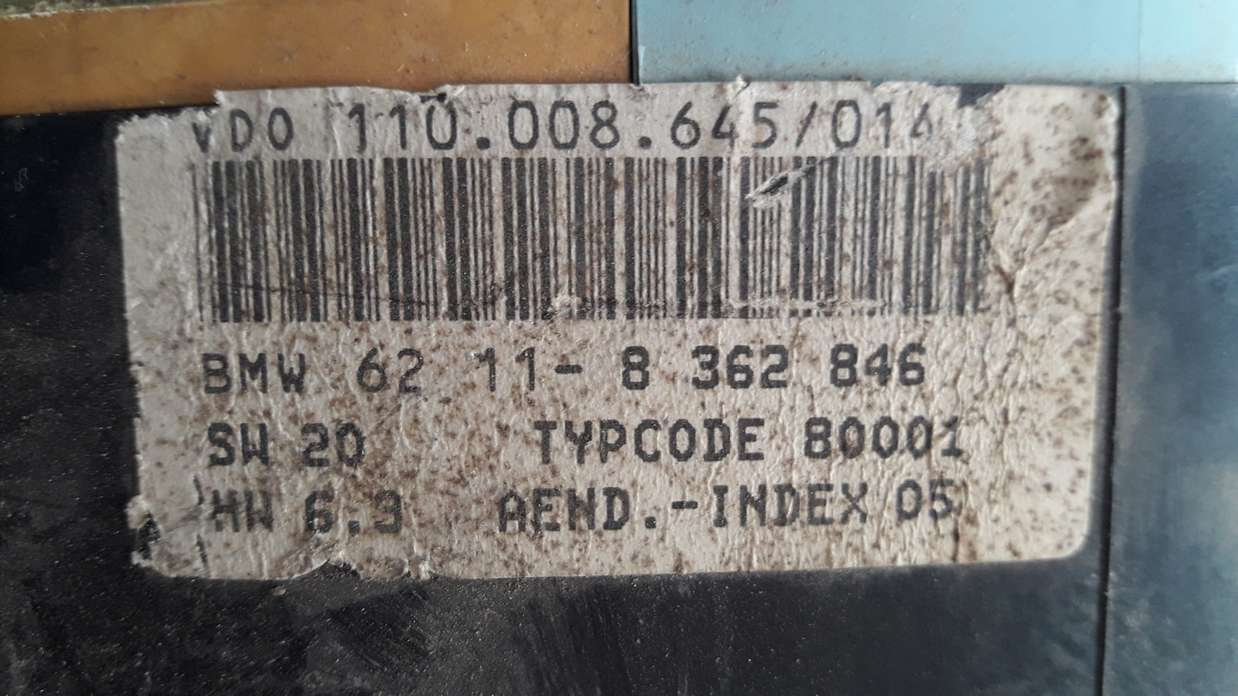 VDO 110.008.645/014
BMW 62 11- 8 362 846
SW 20 TYPCODE 80001
HW 6.3 AEND.-INDEX 05